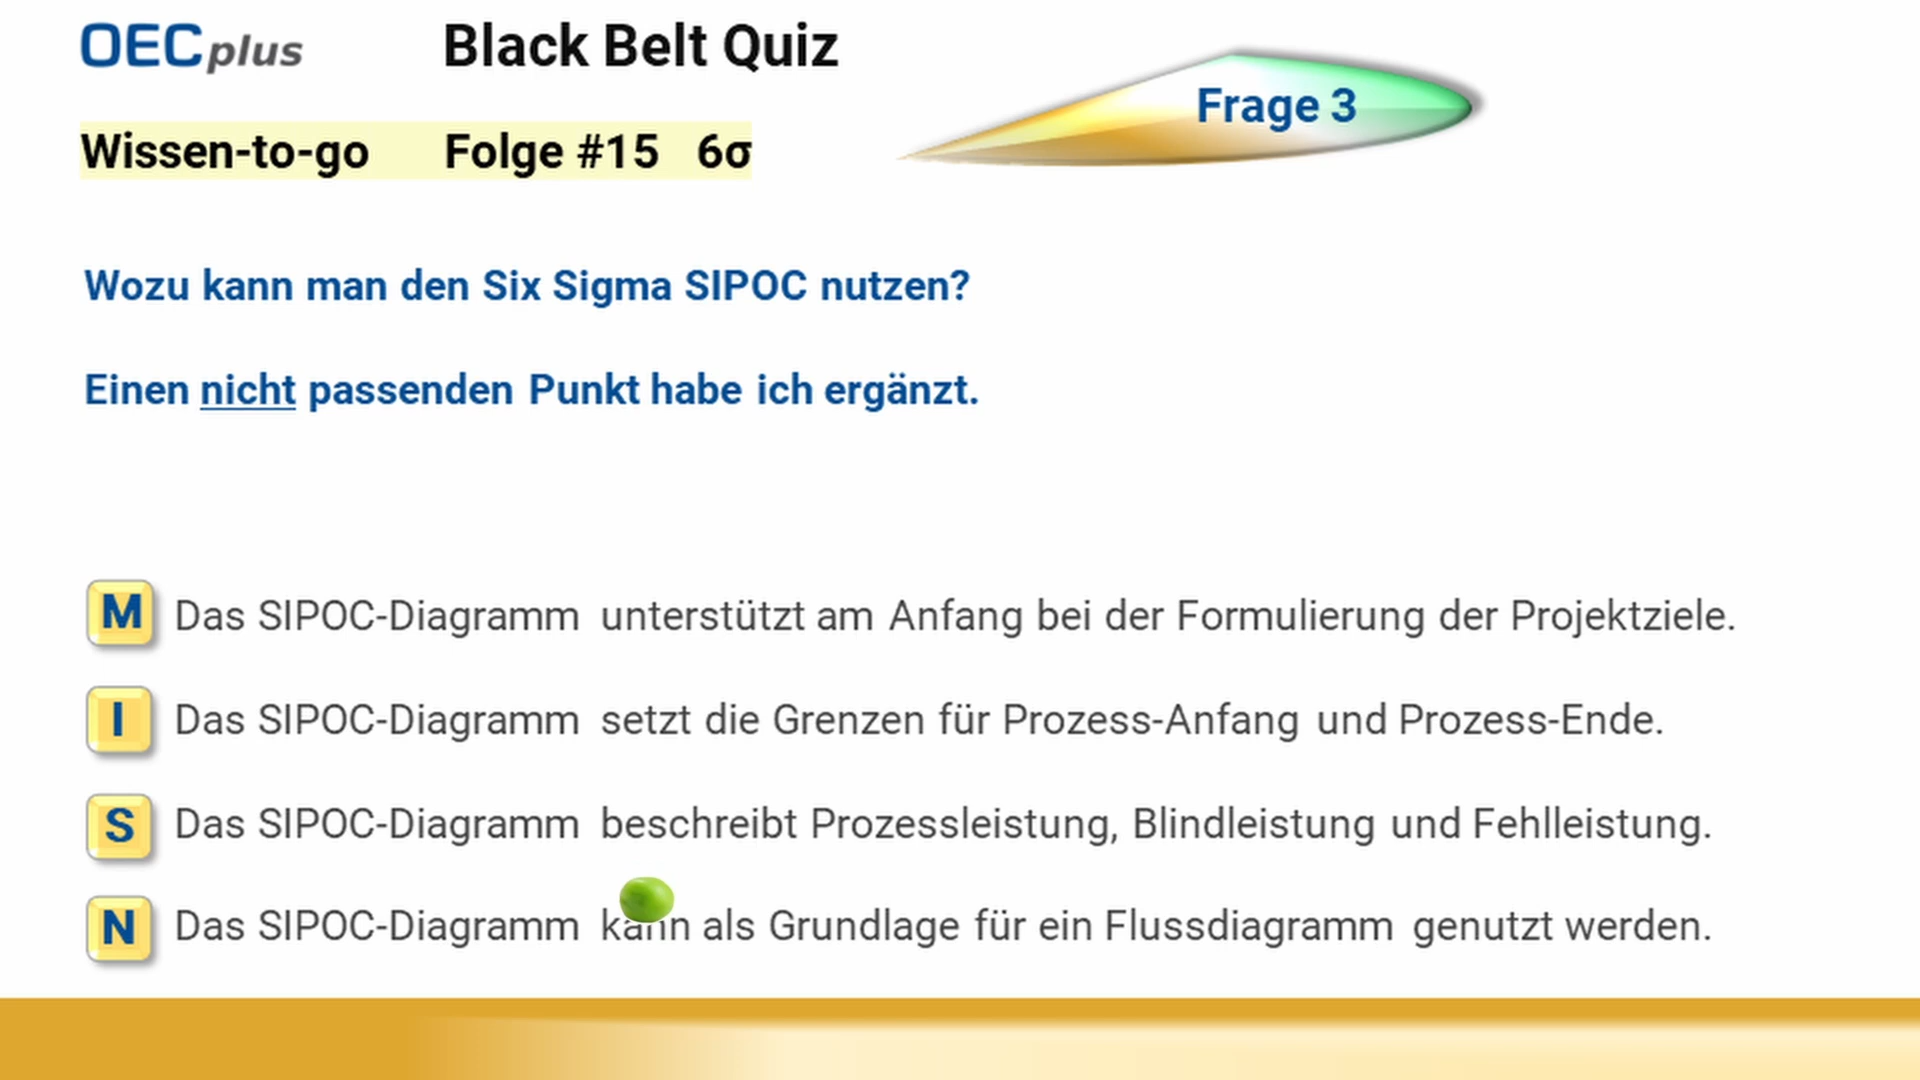 OECplus Black Belt Quiz
Frage 3
Wissen-to-go Folge #15 6σ
Wozu kann man den Six Sigma SIPOC nutzen?
Einen nicht passenden Punkt habe ich ergänzt.
M Das SIPOC-Diagramm unterstützt am Anfang bei der Formulierung der Projektziele.
I Das SIPOC-Diagramm setzt die Grenzen für Prozess-Anfang und Prozess-Ende.
S Das SIPOC-Diagramm beschreibt Prozessleistung, Blindleistung und Fehlleistung.
N Das SIPOC-Diagramm kann als Grundlage für ein Flussdiagramm genutzt werden.